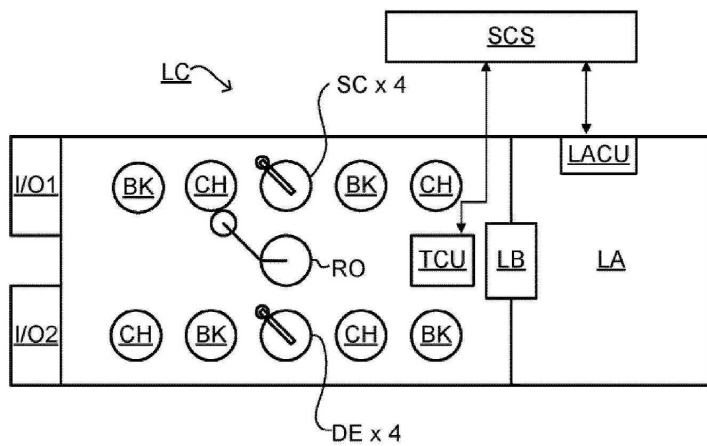 SCS
LC
SC x 4
LACU
I/O1
BK
CH
BK
CH
RO
TCU
LB
LA
I/O2
CH
BK
CH
BK
DE x 4